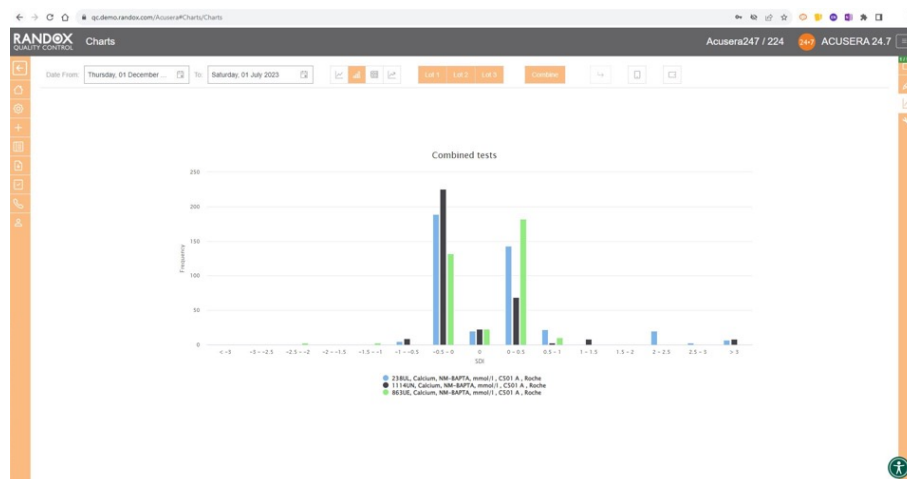 qc.demo.randox.com/Acusera#Charts/Charts
RANDOX
QUALITY CONTROL
Charts
Acusera247 / 224
24•7
ACUSERA 24.7
Date From:
Thursday, 01 December ...
To:
Saturday, 01 July 2023
Lot 1
Lot 2
Lot 3
Combine
Combined tests
250
200
150
100
50
0
Frequency
< -3
-3 - -2.5
-2.5 - -2
-2 - -1.5
-1.5 - -1
-1 - -0.5
-0.5 - 0
0
0 - 0.5
0.5 - 1
1 - 1.5
1.5 - 2
2 - 2.5
2.5 - 3
> 3
SDI
238UL, Calcium, NM-BAPTA, mmol/l , C501 A , Roche
1114UN, Calcium, NM-BAPTA, mmol/l , C501 A , Roche
863UE, Calcium, NM-BAPTA, mmol/l , C501 A , Roche